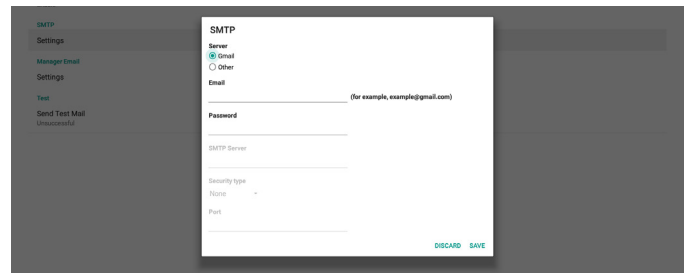 SMTP
Settings
Manager Email
Settings
Test
Send Test Mail
Unsuccessful
SMTP
Server
Gmail
Other
Email
(for example, example@gmail.com)
Password
SMTP Server
Security type
None
Port
DISCARD SAVE